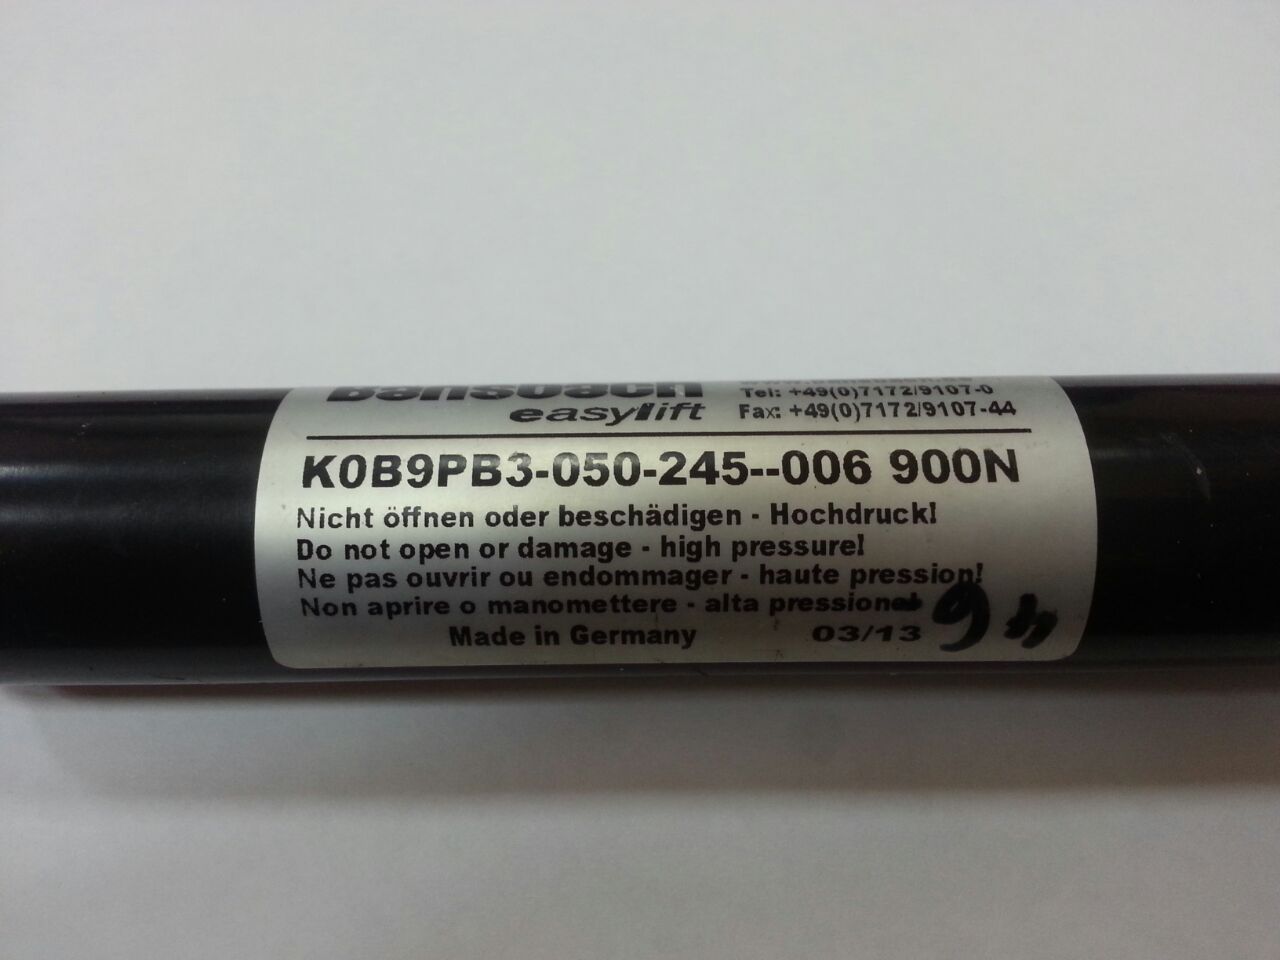 bansbach
easylift
Tel: +49(0)7172/9107-0
Fax: +49(0)7172/9107-44
K0B9PB3-050-245--006 900N
Nicht öffnen oder beschädigen - Hochdruck!
Do not open or damage - high pressure!
Ne pas ouvrir ou endommager - haute pression!
Non aprire o manomettere - alta pressione!
Made in Germany 03/13